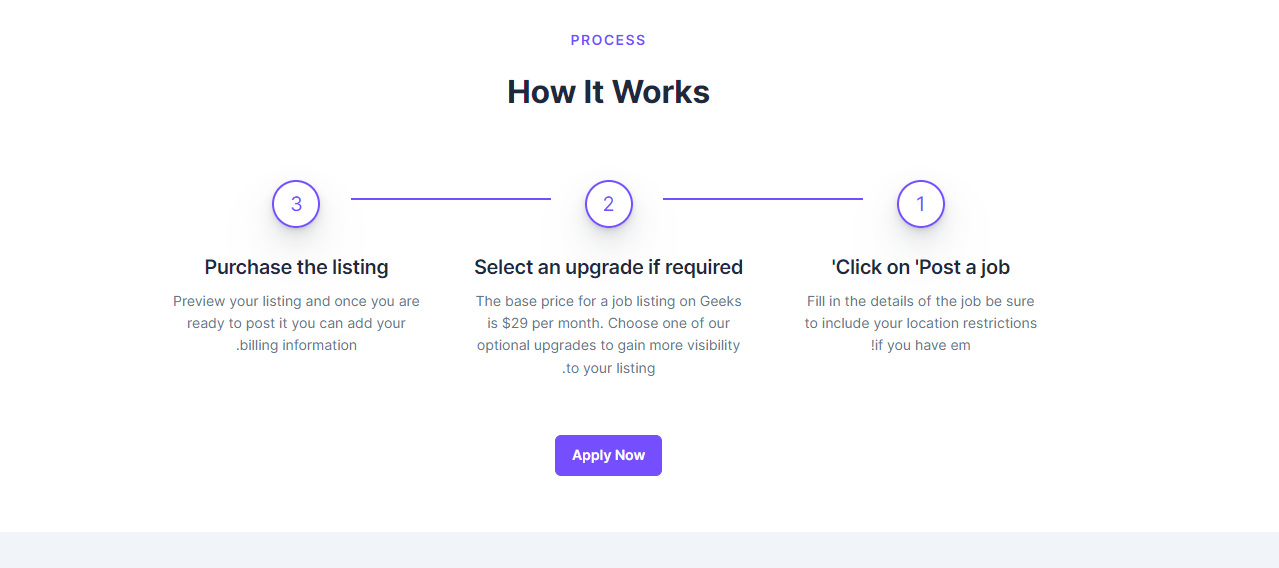 PROCESS
How It Works
1
'Click on 'Post a job
Fill in the details of the job be sure
to include your location restrictions
!if you have em
2
Select an upgrade if required
The base price for a job listing on Geeks
is $29 per month. Choose one of our
optional upgrades to gain more visibility
.to your listing
3
Purchase the listing
Preview your listing and once you are
ready to post it you can add your
.billing information
Apply Now